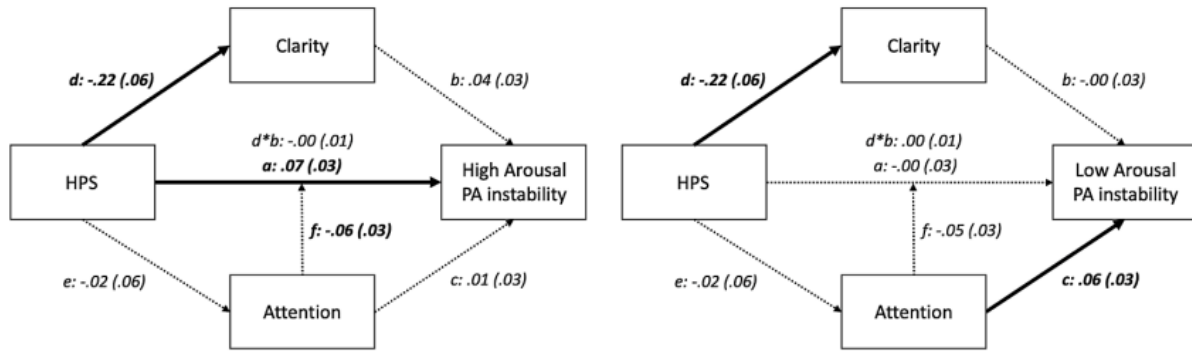 Clarity
d: -.22 (.06)
b: .04 (.03)
d*b: -.00 (.01)
a: .07 (.03)
HPS
High Arousal
PA instability
f: -.06 (.03)
e: -.02 (.06)
c: .01 (.03)
Attention
Clarity
d: -.22 (.06)
b: -.00 (.03)
d*b: .00 (.01)
a: -.00 (.03)
HPS
Low Arousal
PA instability
f: -.05 (.03)
e: -.02 (.06)
c: .06 (.03)
Attention